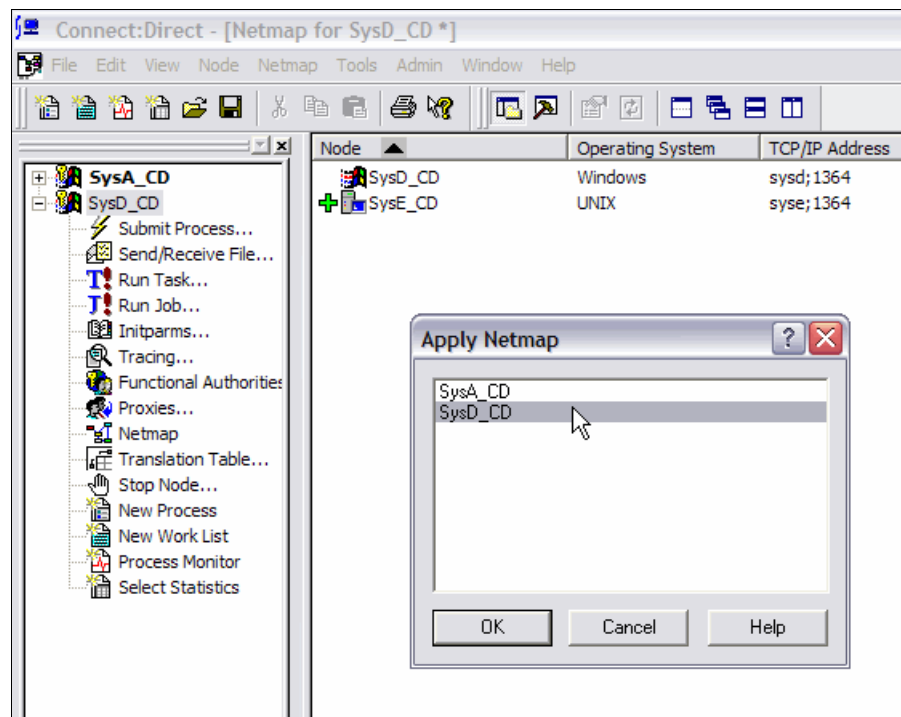 Connect:Direct - [Netmap for SysD_CD *]
File Edit View Node Netmap Tools Admin Window Help
SysA_CD
SysD_CD
Submit Process...
Send/Receive File...
Run Task...
Run Job...
Initparms...
Tracing...
Functional Authorities
Proxies...
Netmap
Translation Table...
Stop Node...
New Process
New Work List
Process Monitor
Select Statistics
Node Operating System TCP/IP Address
SysD_CD Windows sysd;1364
SysE_CD UNIX syse;1364
Apply Netmap
SysA_CD
SysD_CD
OK Cancel Help